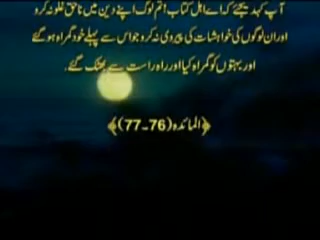 آپ کہہ دیجئے کہ اے اہل کتاب! تم لوگ اپنے دین میں ناحق غلو نہ کرو
اور ان لوگوں کی خواہشات کی پیروی نہ کرو جو اس سے پہلے خود گمراہ ہو گئے
اور بہتوں کو گمراہ کیا اور راہ راست سے بھٹک گئے۔
﴿المائدہ (76۔77)﴾